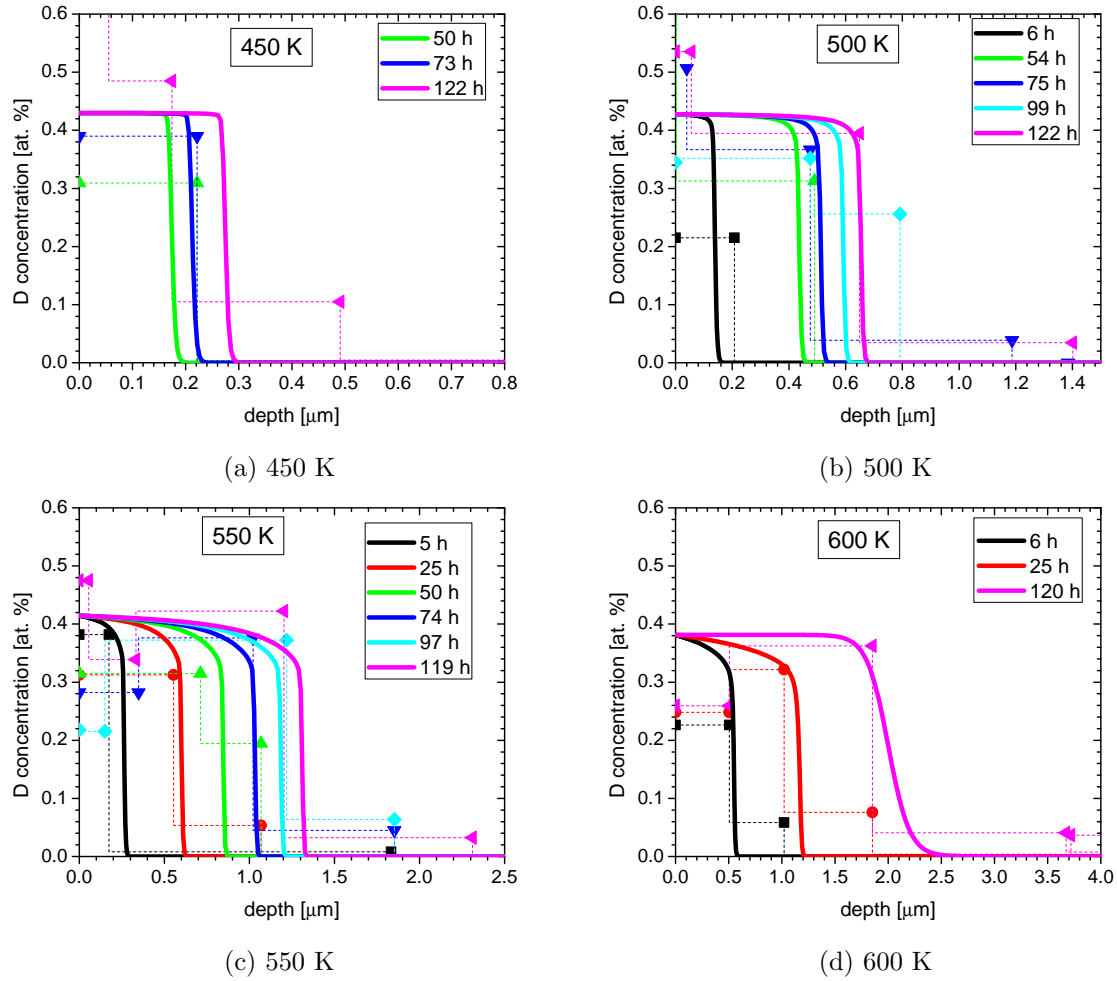 450 K
50 h
73 h
122 h
D concentration [at. %]
0.6
0.5
0.4
0.3
0.2
0.1
0.0
0.0 0.1 0.2 0.3 0.4 0.5 0.6 0.7 0.8
depth [μm]
(a) 450 K
500 K
6 h
54 h
75 h
99 h
122 h
D concentration [at. %]
0.6
0.5
0.4
0.3
0.2
0.1
0.0
0.0 0.2 0.4 0.6 0.8 1.0 1.2 1.4
depth [μm]
(b) 500 K
550 K
5 h
25 h
50 h
74 h
97 h
119 h
D concentration [at. %]
0.6
0.5
0.4
0.3
0.2
0.1
0.0
0.0 0.5 1.0 1.5 2.0 2.5
depth [μm]
(c) 550 K
600 K
6 h
25 h
120 h
D concentration [at. %]
0.6
0.5
0.4
0.3
0.2
0.1
0.0
0.0 0.5 1.0 1.5 2.0 2.5 3.0 3.5 4.0
depth [μm]
(d) 600 K